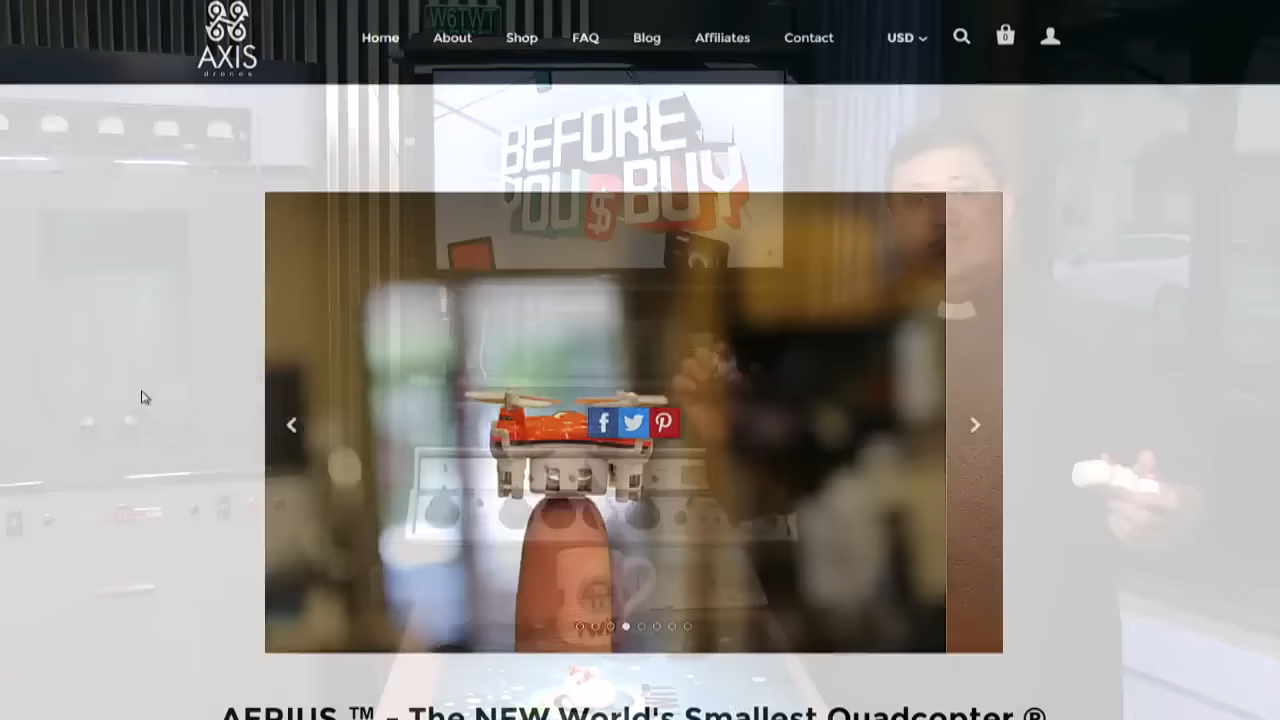 W6TWT
AXIS
drones
Home About Shop FAQ Blog Affiliates Contact USD 0
BEFORE
YOU $ BUY
AERIUS ™ - The NEW World's Smallest Quadcopter ®